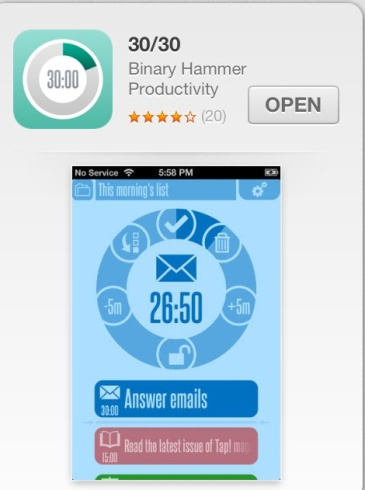 30:00
30/30
Binary Hammer
Productivity
(20)
OPEN
No Service 5:58 PM
This morning's list
-5m
26:50
+5m
30:00 Answer emails
15:00 Read the latest issue of Tap! mag